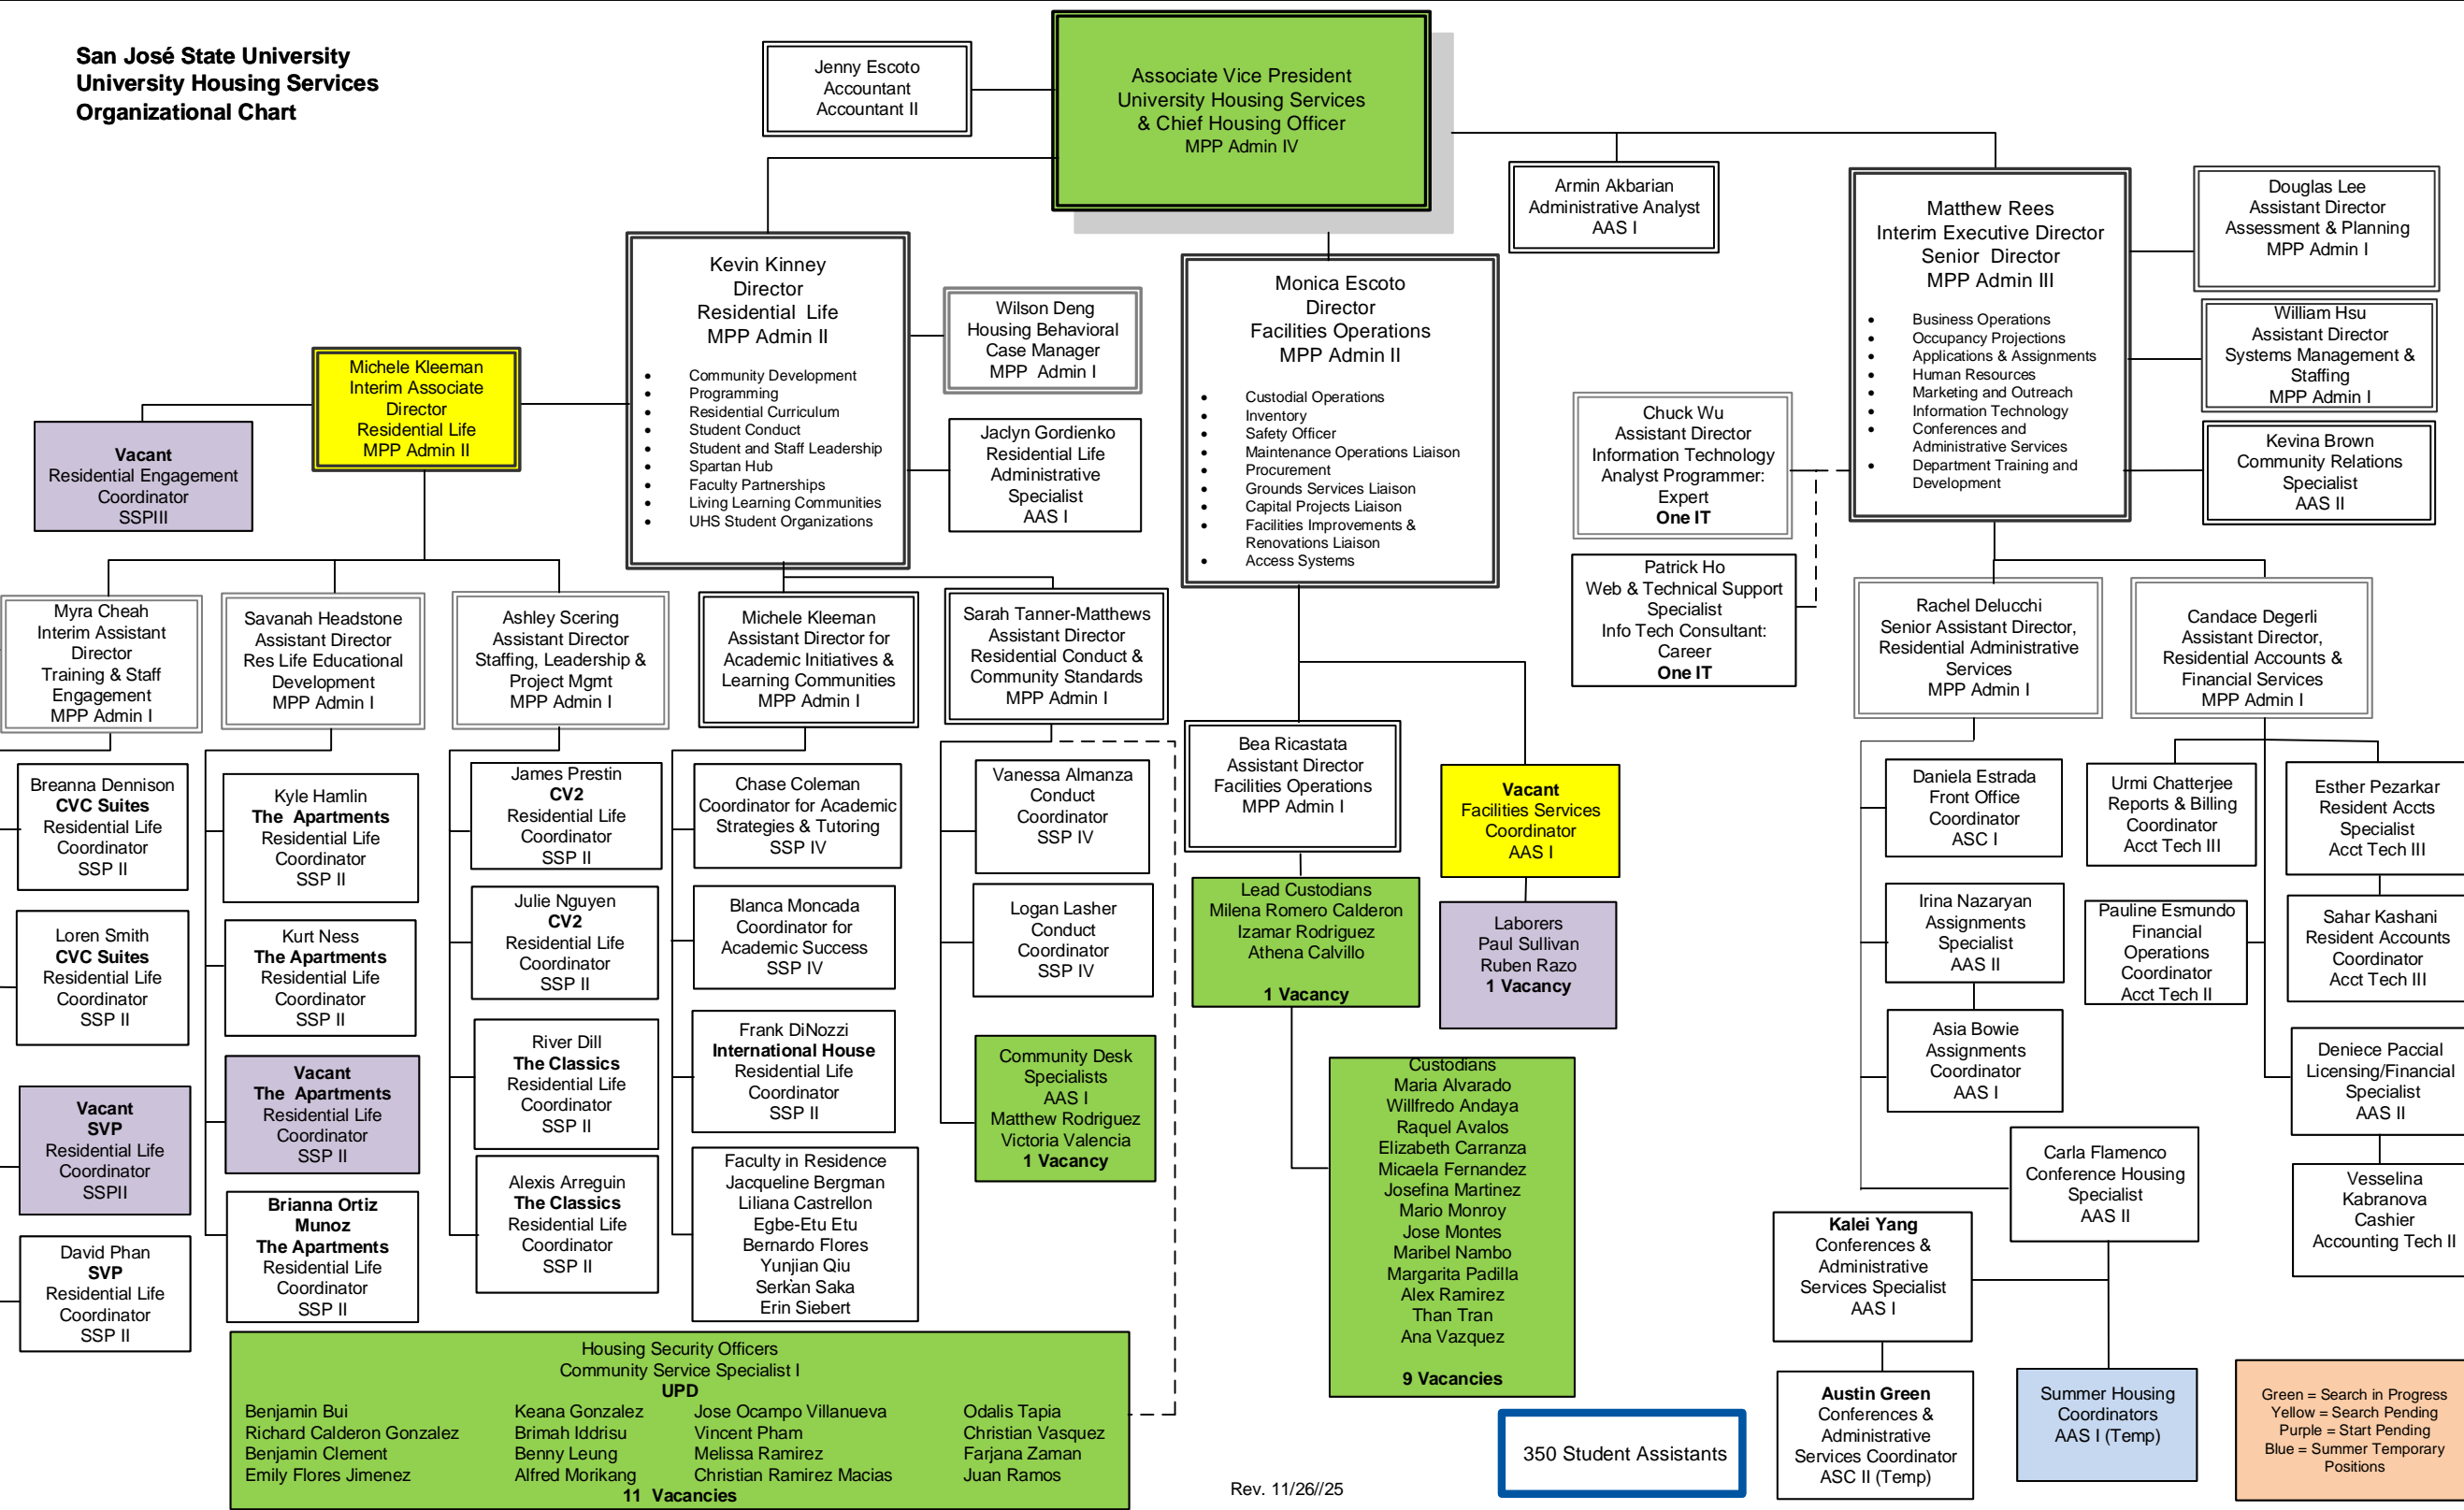 San José State University
University Housing Services
Organizational Chart
Jenny Escoto
Accountant
Accountant II
Associate Vice President
University Housing Services
& Chief Housing Officer
MPP Admin IV
Armin Akbarian
Administrative Analyst
AAS I
Matthew Rees
Interim Executive Director
Senior Director
MPP Admin III
• Business Operations
• Occupancy Projections
• Applications & Assignments
• Human Resources
• Marketing and Outreach
• Information Technology
• Conferences and
Administrative Services
• Department Training and
Development
Douglas Lee
Assistant Director
Assessment & Planning
MPP Admin I
William Hsu
Assistant Director
Systems Management &
Staffing
MPP Admin I
Kevina Brown
Community Relations
Specialist
AAS II
Kevin Kinney
Director
Residential Life
MPP Admin II
• Community Development
• Programming
• Residential Curriculum
• Student Conduct
• Student and Staff Leadership
• Spartan Hub
• Faculty Partnerships
• Living Learning Communities
• UHS Student Organizations
Wilson Deng
Housing Behavioral
Case Manager
MPP Admin I
Jaclyn Gordienko
Residential Life
Administrative
Specialist
AAS I
Monica Escoto
Director
Facilities Operations
MPP Admin II
• Custodial Operations
• Inventory
• Safety Officer
• Maintenance Operations Liaison
• Procurement
• Grounds Services Liaison
• Capital Projects Liaison
• Facilities Improvements &
Renovations Liaison
• Access Systems
Michele Kleeman
Interim Associate
Director
Residential Life
MPP Admin II
Vacant
Residential Engagement
Coordinator
SSPIII
Chuck Wu
Assistant Director
Information Technology
Analyst Programmer:
Expert
One IT
Patrick Ho
Web & Technical Support
Specialist
Info Tech Consultant:
Career
One IT
Myra Cheah
Interim Assistant
Director
Training & Staff
Engagement
MPP Admin I
Savanah Headstone
Assistant Director
Res Life Educational
Development
MPP Admin I
Ashley Scering
Assistant Director
Staffing, Leadership &
Project Mgmt
MPP Admin I
Michele Kleeman
Assistant Director for
Academic Initiatives &
Learning Communities
MPP Admin I
Sarah Tanner-Matthews
Assistant Director
Residential Conduct &
Community Standards
MPP Admin I
Rachel Delucchi
Senior Assistant Director,
Residential Administrative
Services
MPP Admin I
Candace Degerli
Assistant Director,
Residential Accounts &
Financial Services
MPP Admin I
Bea Ricastata
Assistant Director
Facilities Operations
MPP Admin I
Vacant
Facilities Services
Coordinator
AAS I
Breanna Dennison
CVC Suites
Residential Life
Coordinator
SSP II
Loren Smith
CVC Suites
Residential Life
Coordinator
SSP II
Vacant
SVP
Residential Life
Coordinator
SSPII
David Phan
SVP
Residential Life
Coordinator
SSP II
Kyle Hamlin
The Apartments
Residential Life
Coordinator
SSP II
Kurt Ness
The Apartments
Residential Life
Coordinator
SSP II
Vacant
The Apartments
Residential Life
Coordinator
SSP II
Brianna Ortiz
Munoz
The Apartments
Residential Life
Coordinator
SSP II
James Prestin
CV2
Residential Life
Coordinator
SSP II
Julie Nguyen
CV2
Residential Life
Coordinator
SSP II
River Dill
The Classics
Residential Life
Coordinator
SSP II
Alexis Arreguin
The Classics
Residential Life
Coordinator
SSP II
Chase Coleman
Coordinator for Academic
Strategies & Tutoring
SSP IV
Blanca Moncada
Coordinator for
Academic Success
SSP IV
Frank DiNozzi
International House
Residential Life
Coordinator
SSP II
Faculty in Residence
Jacqueline Bergman
Liliana Castrellon
Egbe-Etu Etu
Bernardo Flores
Yunjian Qiu
Serkan Saka
Erin Siebert
Vanessa Almanza
Conduct
Coordinator
SSP IV
Logan Lasher
Conduct
Coordinator
SSP IV
Community Desk
Specialists
AAS I
Matthew Rodriguez
Victoria Valencia
1 Vacancy
Lead Custodians
Milena Romero Calderon
Izamar Rodriguez
Athena Calvillo
1 Vacancy
Laborers
Paul Sullivan
Ruben Razo
1 Vacancy
Custodians
Maria Alvarado
Willfredo Andaya
Raquel Avalos
Elizabeth Carranza
Micaela Fernandez
Josefina Martinez
Mario Monroy
Jose Montes
Maribel Nambo
Margarita Padilla
Alex Ramirez
Than Tran
Ana Vazquez
9 Vacancies
Daniela Estrada
Front Office
Coordinator
ASC I
Irina Nazaryan
Assignments
Specialist
AAS II
Asia Bowie
Assignments
Coordinator
AAS I
Urmi Chatterjee
Reports & Billing
Coordinator
Acct Tech III
Pauline Esmundo
Financial
Operations
Coordinator
Acct Tech II
Esther Pezarkar
Resident Accts
Specialist
Acct Tech III
Sahar Kashani
Resident Accounts
Coordinator
Acct Tech III
Deniece Paccial
Licensing/Financial
Specialist
AAS II
Vesselina
Kabranova
Cashier
Accounting Tech II
Carla Flamenco
Conference Housing
Specialist
AAS II
Kalei Yang
Conferences &
Administrative
Services Specialist
AAS I
Austin Green
Conferences &
Administrative
Services Coordinator
ASC II (Temp)
Summer Housing
Coordinators
AAS I (Temp)
Housing Security Officers
Community Service Specialist I
UPD
Benjamin Bui Keana Gonzalez Jose Ocampo Villanueva Odalis Tapia
Richard Calderon Gonzalez Brimah Iddrisu Vincent Pham Christian Vasquez
Benjamin Clement Benny Leung Melissa Ramirez Farjana Zaman
Emily Flores Jimenez Alfred Morikang Christian Ramirez Macias Juan Ramos
11 Vacancies
Rev. 11/26//25
350 Student Assistants
Green = Search in Progress
Yellow = Search Pending
Purple = Start Pending
Blue = Summer Temporary
Positions